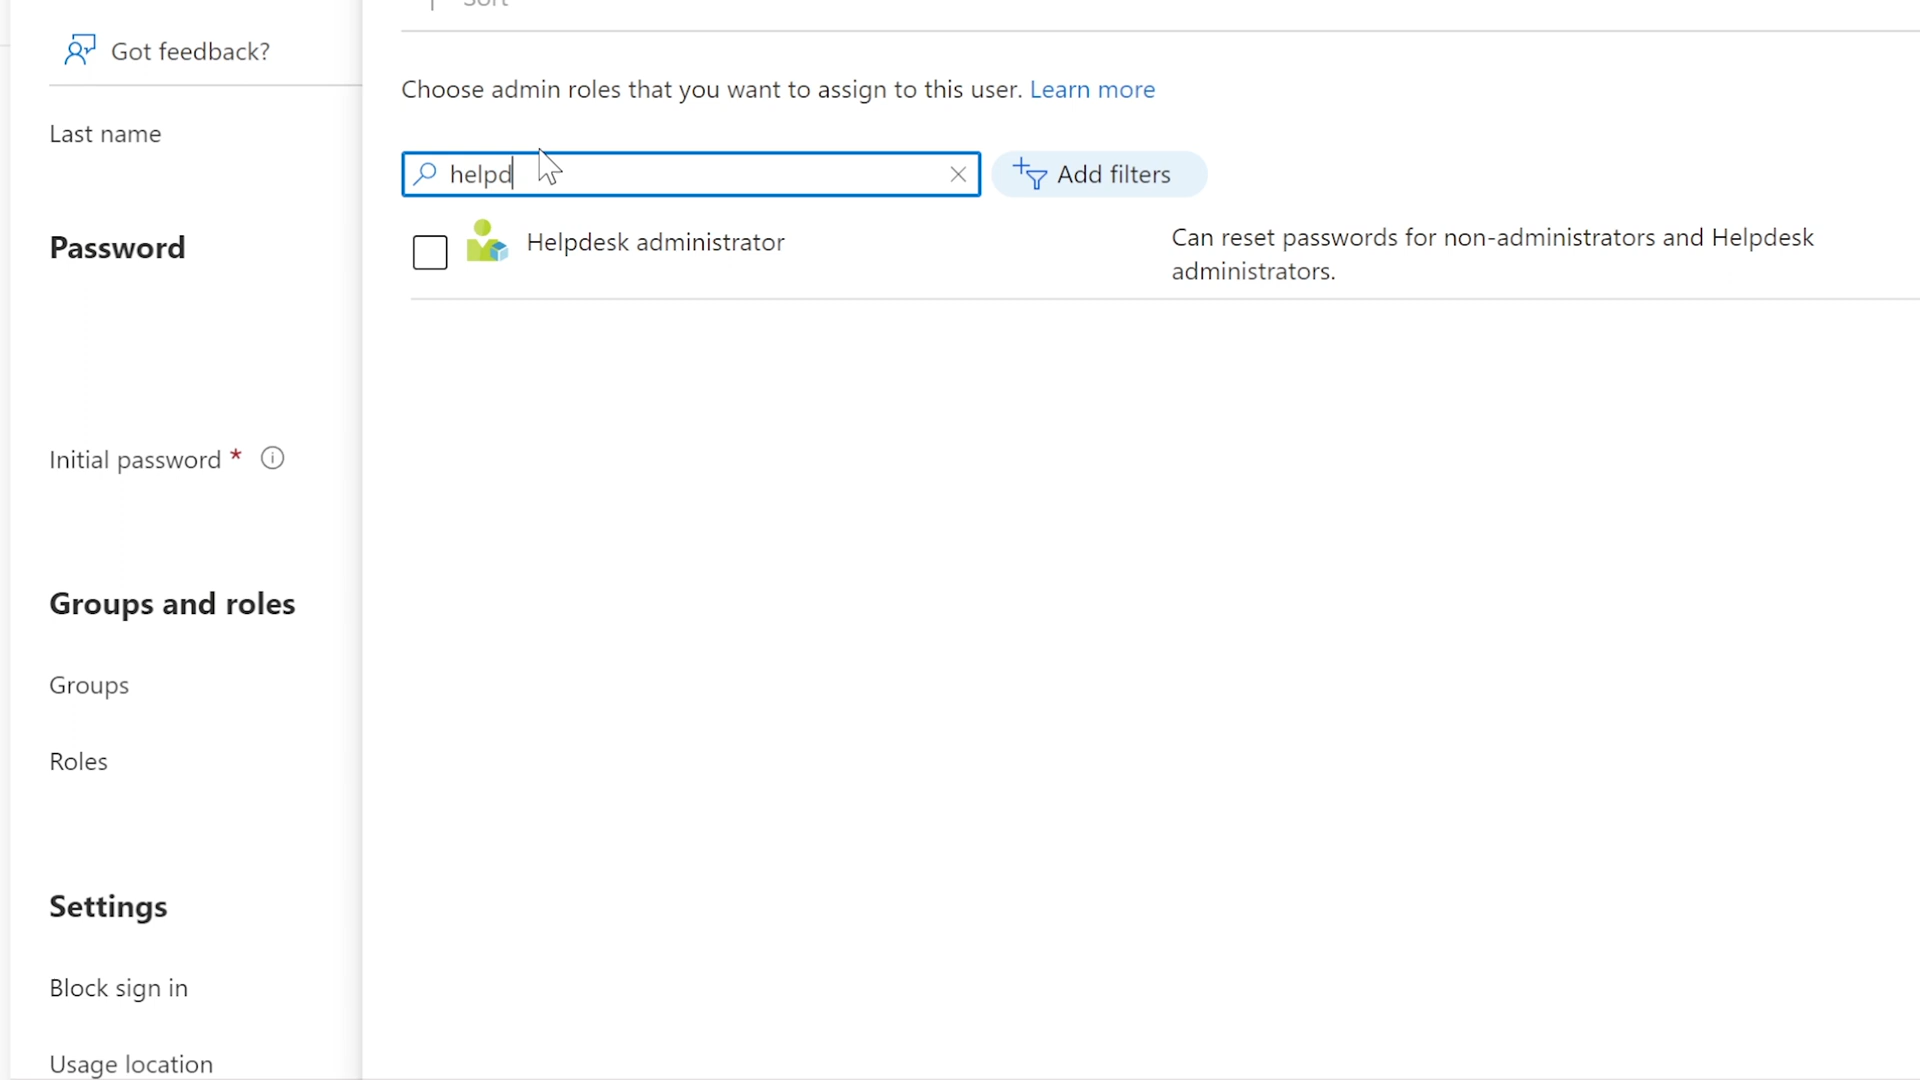 Sort
Got feedback?
Choose admin roles that you want to assign to this user. Learn more
Last name
helpd
Add filters
Password
Helpdesk administrator
Can reset passwords for non-administrators and Helpdesk
administrators.
Initial password *
Groups and roles
Groups
Roles
Settings
Block sign in
Usage location